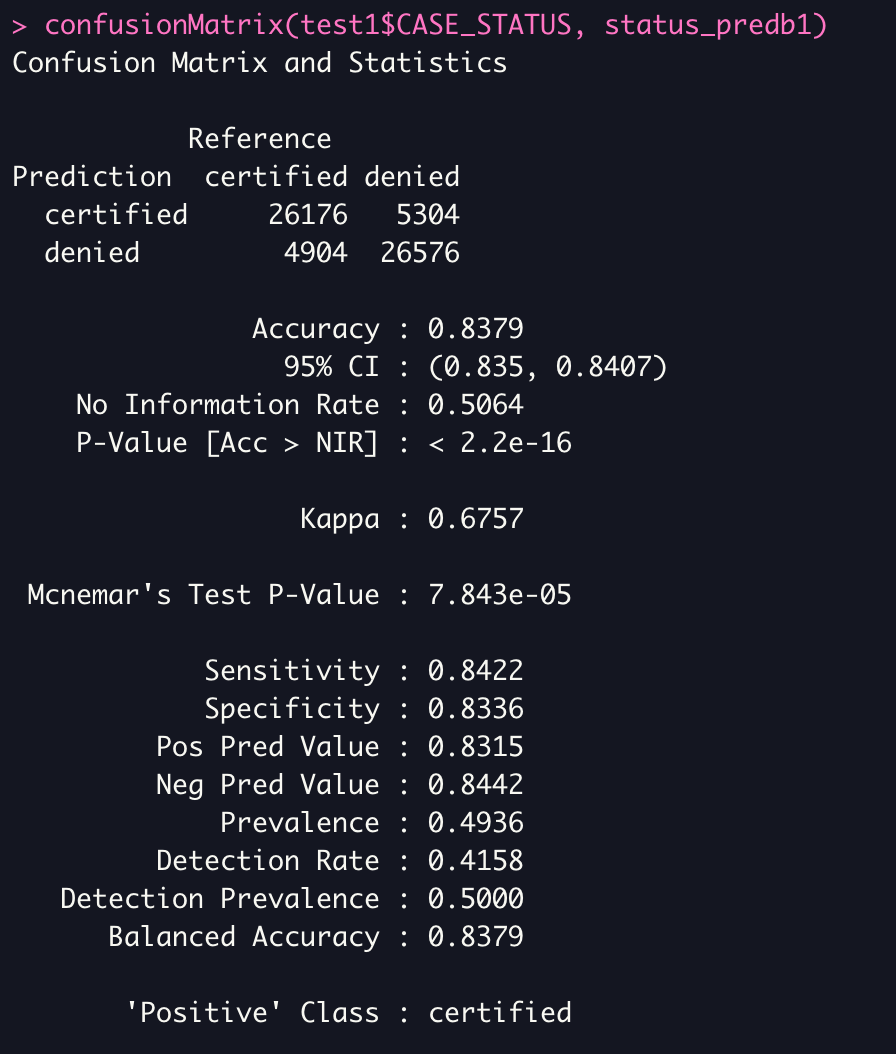 > confusionMatrix(test1$CASE_STATUS, status_predb1)
Confusion Matrix and Statistics

           Reference
Prediction  certified denied
  certified     26176   5304
  denied         4904  26576

               Accuracy : 0.8379
                 95% CI : (0.835, 0.8407)
    No Information Rate : 0.5064
    P-Value [Acc > NIR] : < 2.2e-16

                  Kappa : 0.6757

 Mcnemar's Test P-Value : 7.843e-05

            Sensitivity : 0.8422
            Specificity : 0.8336
         Pos Pred Value : 0.8315
         Neg Pred Value : 0.8442
             Prevalence : 0.4936
         Detection Rate : 0.4158
   Detection Prevalence : 0.5000
      Balanced Accuracy : 0.8379

       'Positive' Class : certified